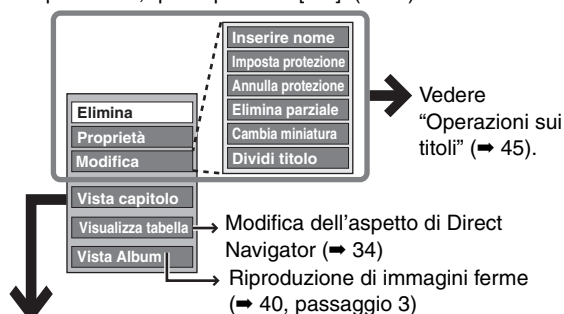 Inserire nome
Imposta protezione
Annulla protezione
Elimina parziale
Cambia miniatura
Dividi titolo
Vedere
“Operazioni sui
titoli” (➡ 45).
Elimina
Proprietà
Modifica
Vista capitolo
Visualizza tabella
Vista Album
Modifica dell’aspetto di Direct
Navigator (➡ 34)
Riproduzione di immagini ferme
(➡ 40, passaggio 3)